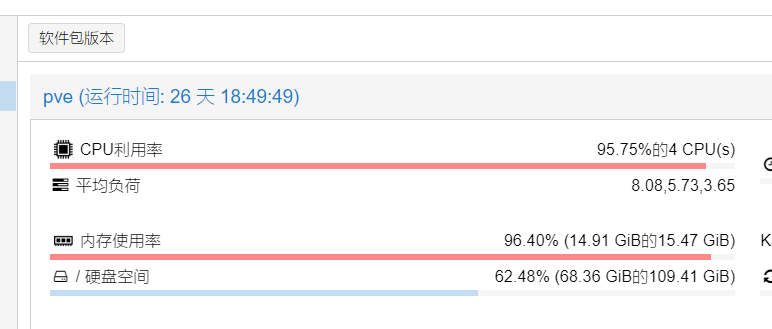 软件包版本
pve (运行时间: 26 天 18:49:49)
CPU利用率 95.75%的4 CPU(s)
平均负荷 8.08,5.73,3.65
内存使用率 96.40% (14.91 GiB的15.47 GiB)
/ 硬盘空间 62.48% (68.36 GiB的109.41 GiB)